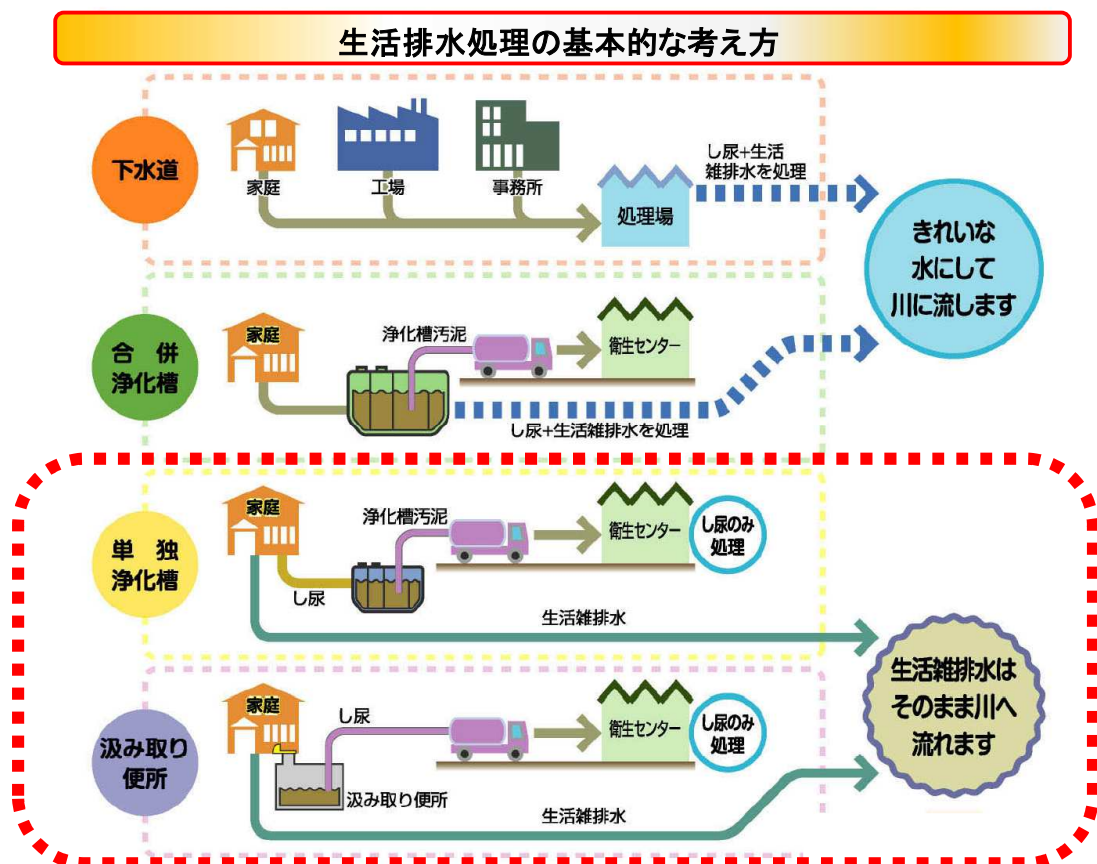 生活排水処理の基本的な考え方
下水道
家庭
工場
事務所
処理場
し尿+生活
雑排水を処理
きれいな
水にして
川に流します
合併
浄化槽
家庭
浄化槽汚泥
衛生センター
し尿+生活雑排水を処理
単独
浄化槽
家庭
し尿
浄化槽汚泥
衛生センター
し尿のみ
処理
生活雑排水
汲み取り
便所
家庭
し尿
汲み取り便所
衛生センター
し尿のみ
処理
生活雑排水
生活雑排水は
そのまま川へ
流れます